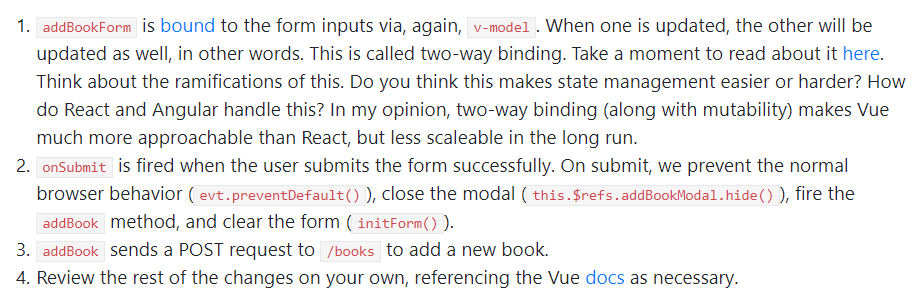 1. addBookForm is bound to the form inputs via, again, v-model . When one is updated, the other will be
updated as well, in other words. This is called two-way binding. Take a moment to read about it here.
Think about the ramifications of this. Do you think this makes state management easier or harder? How
do React and Angular handle this? In my opinion, two-way binding (along with mutability) makes Vue
much more approachable than React, but less scaleable in the long run.
2. onSubmit is fired when the user submits the form successfully. On submit, we prevent the normal
browser behavior ( evt.preventDefault() ), close the modal ( this.$refs.addBookModal.hide() ), fire the
addBook method, and clear the form ( initForm() ).
3. addBook sends a POST request to /books to add a new book.
4. Review the rest of the changes on your own, referencing the Vue docs as necessary.